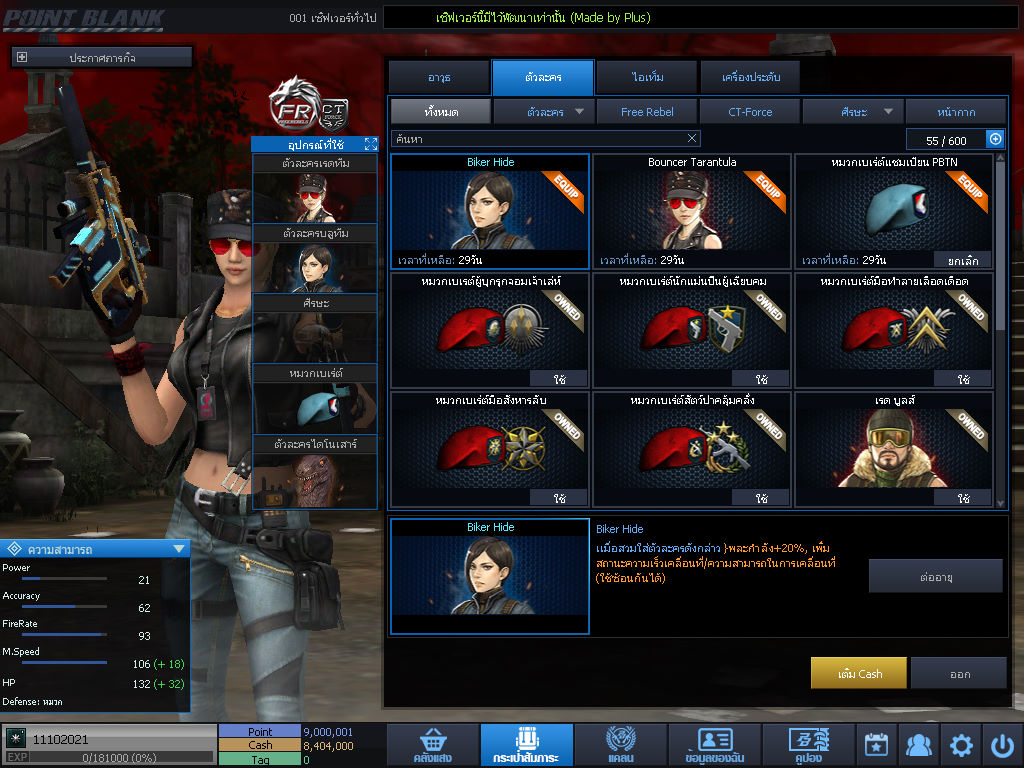 POINT BLANK
001 เซิฟเวอร์ทั่วไป
เซิฟเวอร์นี้มีไว้พัฒนาเท่านั้น (Made by Plus)
ประกาศภารกิจ
FR
CT
FORCE
อุปกรณ์ที่ใช้
ตัวละครเรดทีม
ตัวละครบลูทีม
ศีรษะ
หมวกเบเร่ต์
ตัวละครไดโนเสาร์
อาวุธ
ตัวละคร
ไอเท็ม
เครื่องประดับ
ทั้งหมด
ตัวละคร
Free Rebel
CT-Force
ศีรษะ
หน้ากาก
ค้นหา
55 / 600
Biker Hide
EQUIP
เวลาที่เหลือ: 29วัน
Bouncer Tarantula
EQUIP
เวลาที่เหลือ: 29วัน
หมวกเบเร่ต์แชมเปียน PBTN
EQUIP
เวลาที่เหลือ: 29วัน
ยกเลิก
หมวกเบเรต์ผู้บุกรุกจอมเจ้าเล่ห์
OWNED
ใช้
หมวกเบเรต์นักแม่นปืนผู้เฉียบคม
OWNED
ใช้
หมวกเบเร่ต์มือทำลายเลือดเดือด
OWNED
ใช้
หมวกเบเร่ต์มือสังหารลับ
OWNED
ใช้
หมวกเบเร่ต์สัตว์ป่าคลุ้มคลั่ง
OWNED
ใช้
เรด บูลส์
OWNED
ใช้
Biker Hide
Biker Hide
เเมื่อสวมใส่ตัวละครดังกล่าว }พละกำลัง+20%, เพิ่ม
สถานะความเร็วเคลื่อนที่/ความสามารถในการเคลื่อนที่
(ใช้ซ้อนกันได้)
ต่ออายุ
เติม Cash
ออก
ความสามารถ
Power
21
Accuracy
62
FireRate
93
M.Speed
106 (+ 18)
HP
132 (+ 32)
Defense: หมวก
11102021
EXP
0/181000 (0%)
Point 9,000,001
Cash 8,404,000
Tag 0
คลังแสง
กระเป๋าสัมภาระ
แคลน
ข้อมูลของฉัน
คูปอง